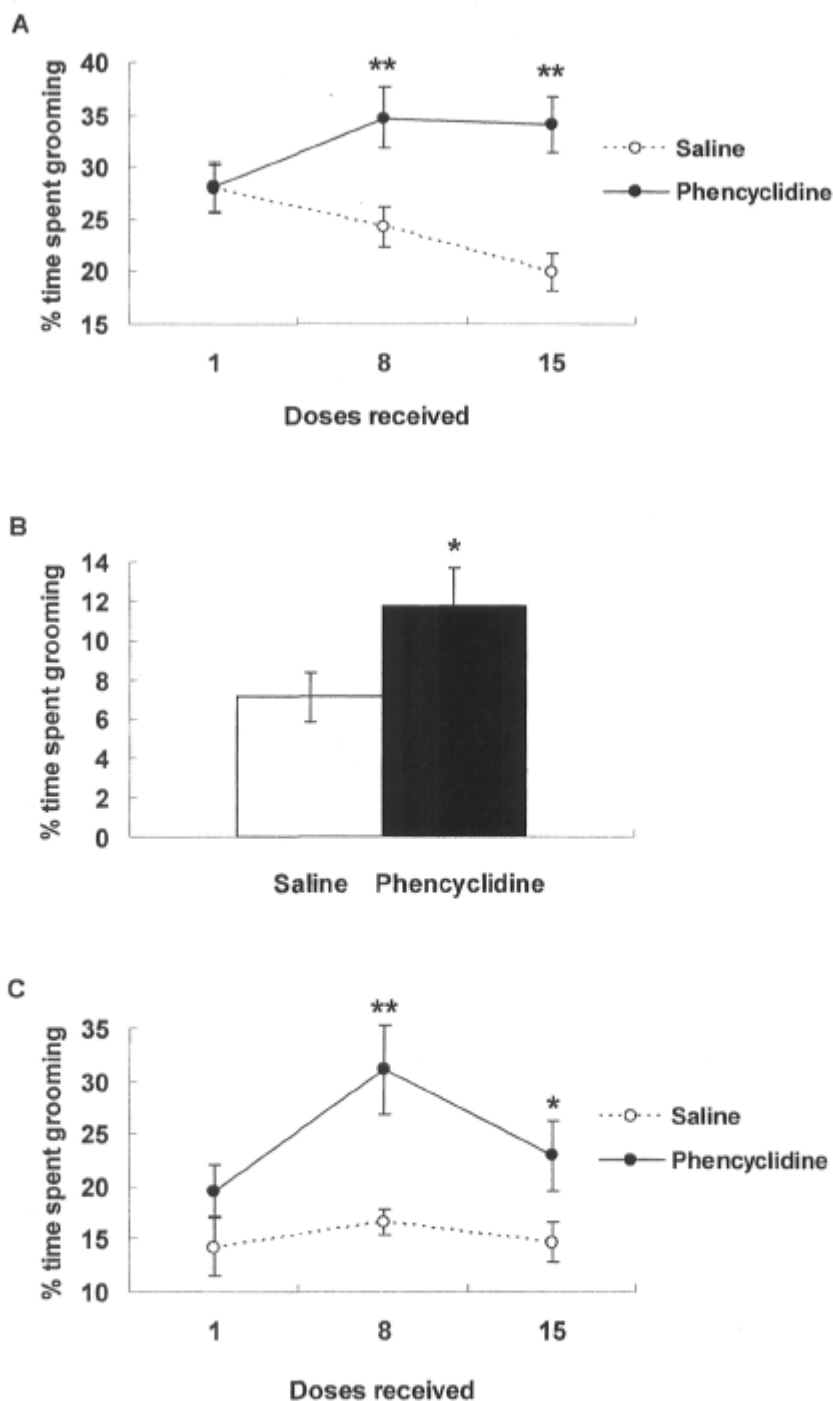 A
% time spent grooming
40
35
30
25
20
15
** **
1 8 15
Doses received
Saline
Phencyclidine
B
% time spent grooming
14
12
10
8
6
4
2
0
*
Saline Phencyclidine
C
% time spent grooming
35
30
25
20
15
10
**
*
1 8 15
Doses received
Saline
Phencyclidine